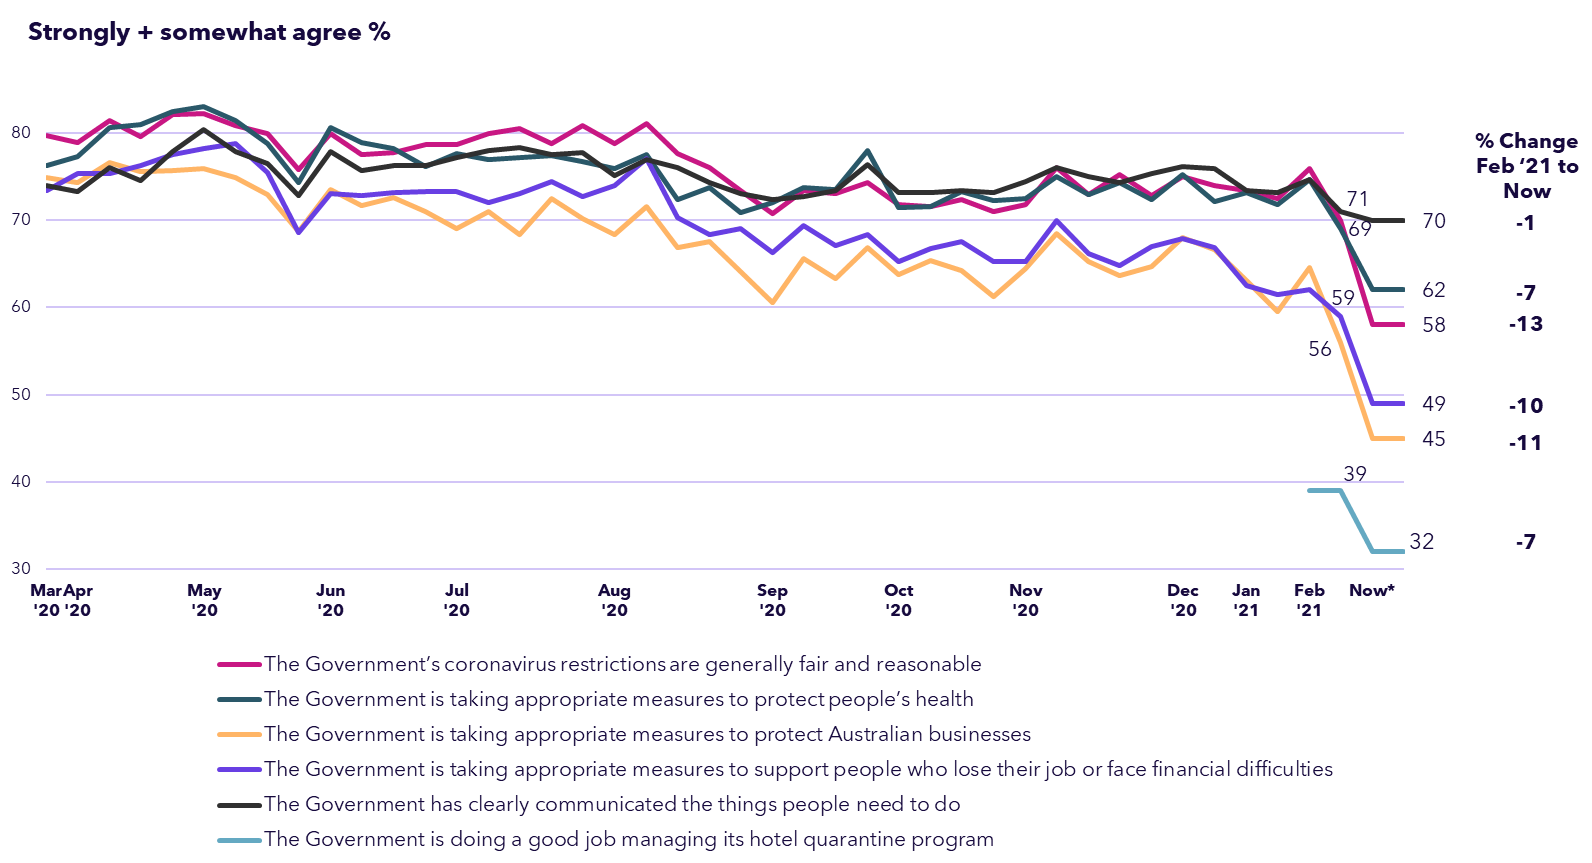 Strongly + somewhat agree %
% Change
Feb ‘21 to
Now
80
70
60
50
40
30
71
69
59
56
39
70
62
58
49
45
32
-1
-7
-13
-10
-11
-7
Mar Apr May Jun Jul Aug Sep Oct Nov Dec Jan Feb Now*
'20 '20 '20 '20 '20 '20 '20 '20 '20 '20 '21 '21
The Government’s coronavirus restrictions are generally fair and reasonable
The Government is taking appropriate measures to protect people’s health
The Government is taking appropriate measures to protect Australian businesses
The Government is taking appropriate measures to support people who lose their job or face financial difficulties
The Government has clearly communicated the things people need to do
The Government is doing a good job managing its hotel quarantine program